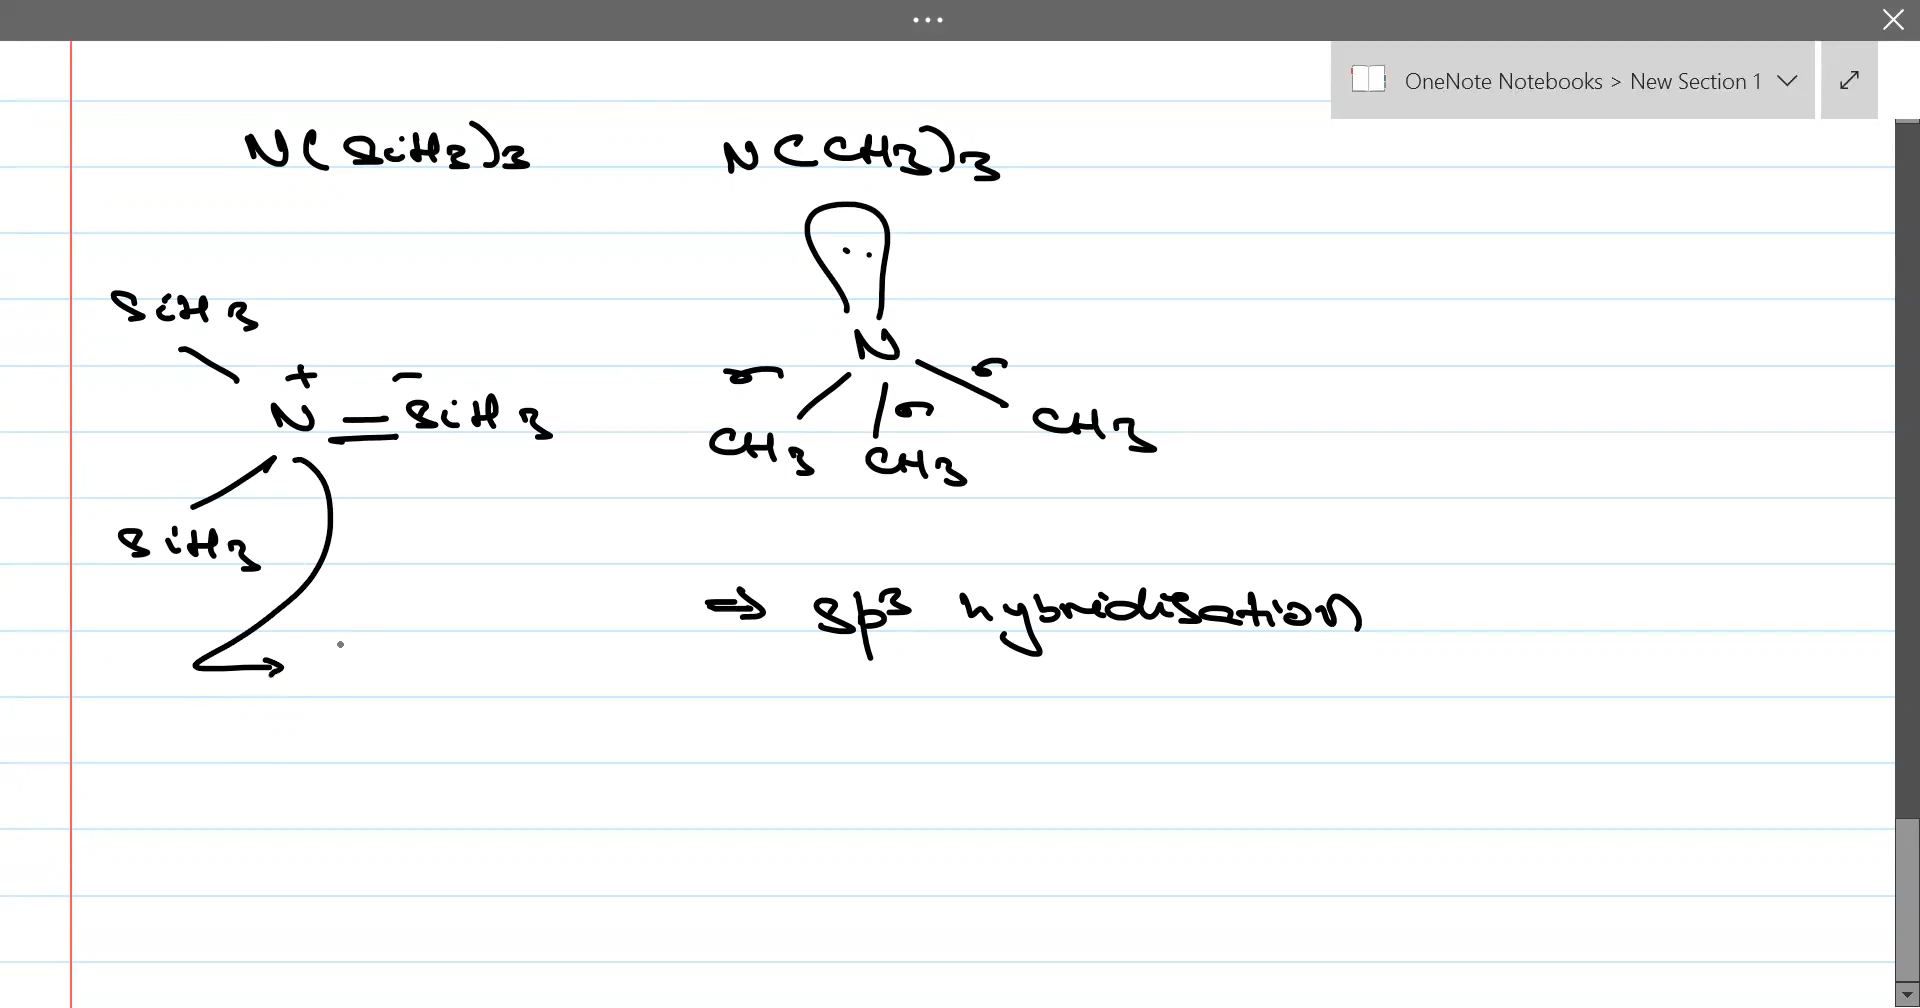 OneNote Notebooks > New Section 1
N(SiH3)3 N(CH3)3
SiH3
N
+ −
N = SiH3
σ σ σ
CH3 CH3 CH3
SiH3
⇒ sp³ hybridisation